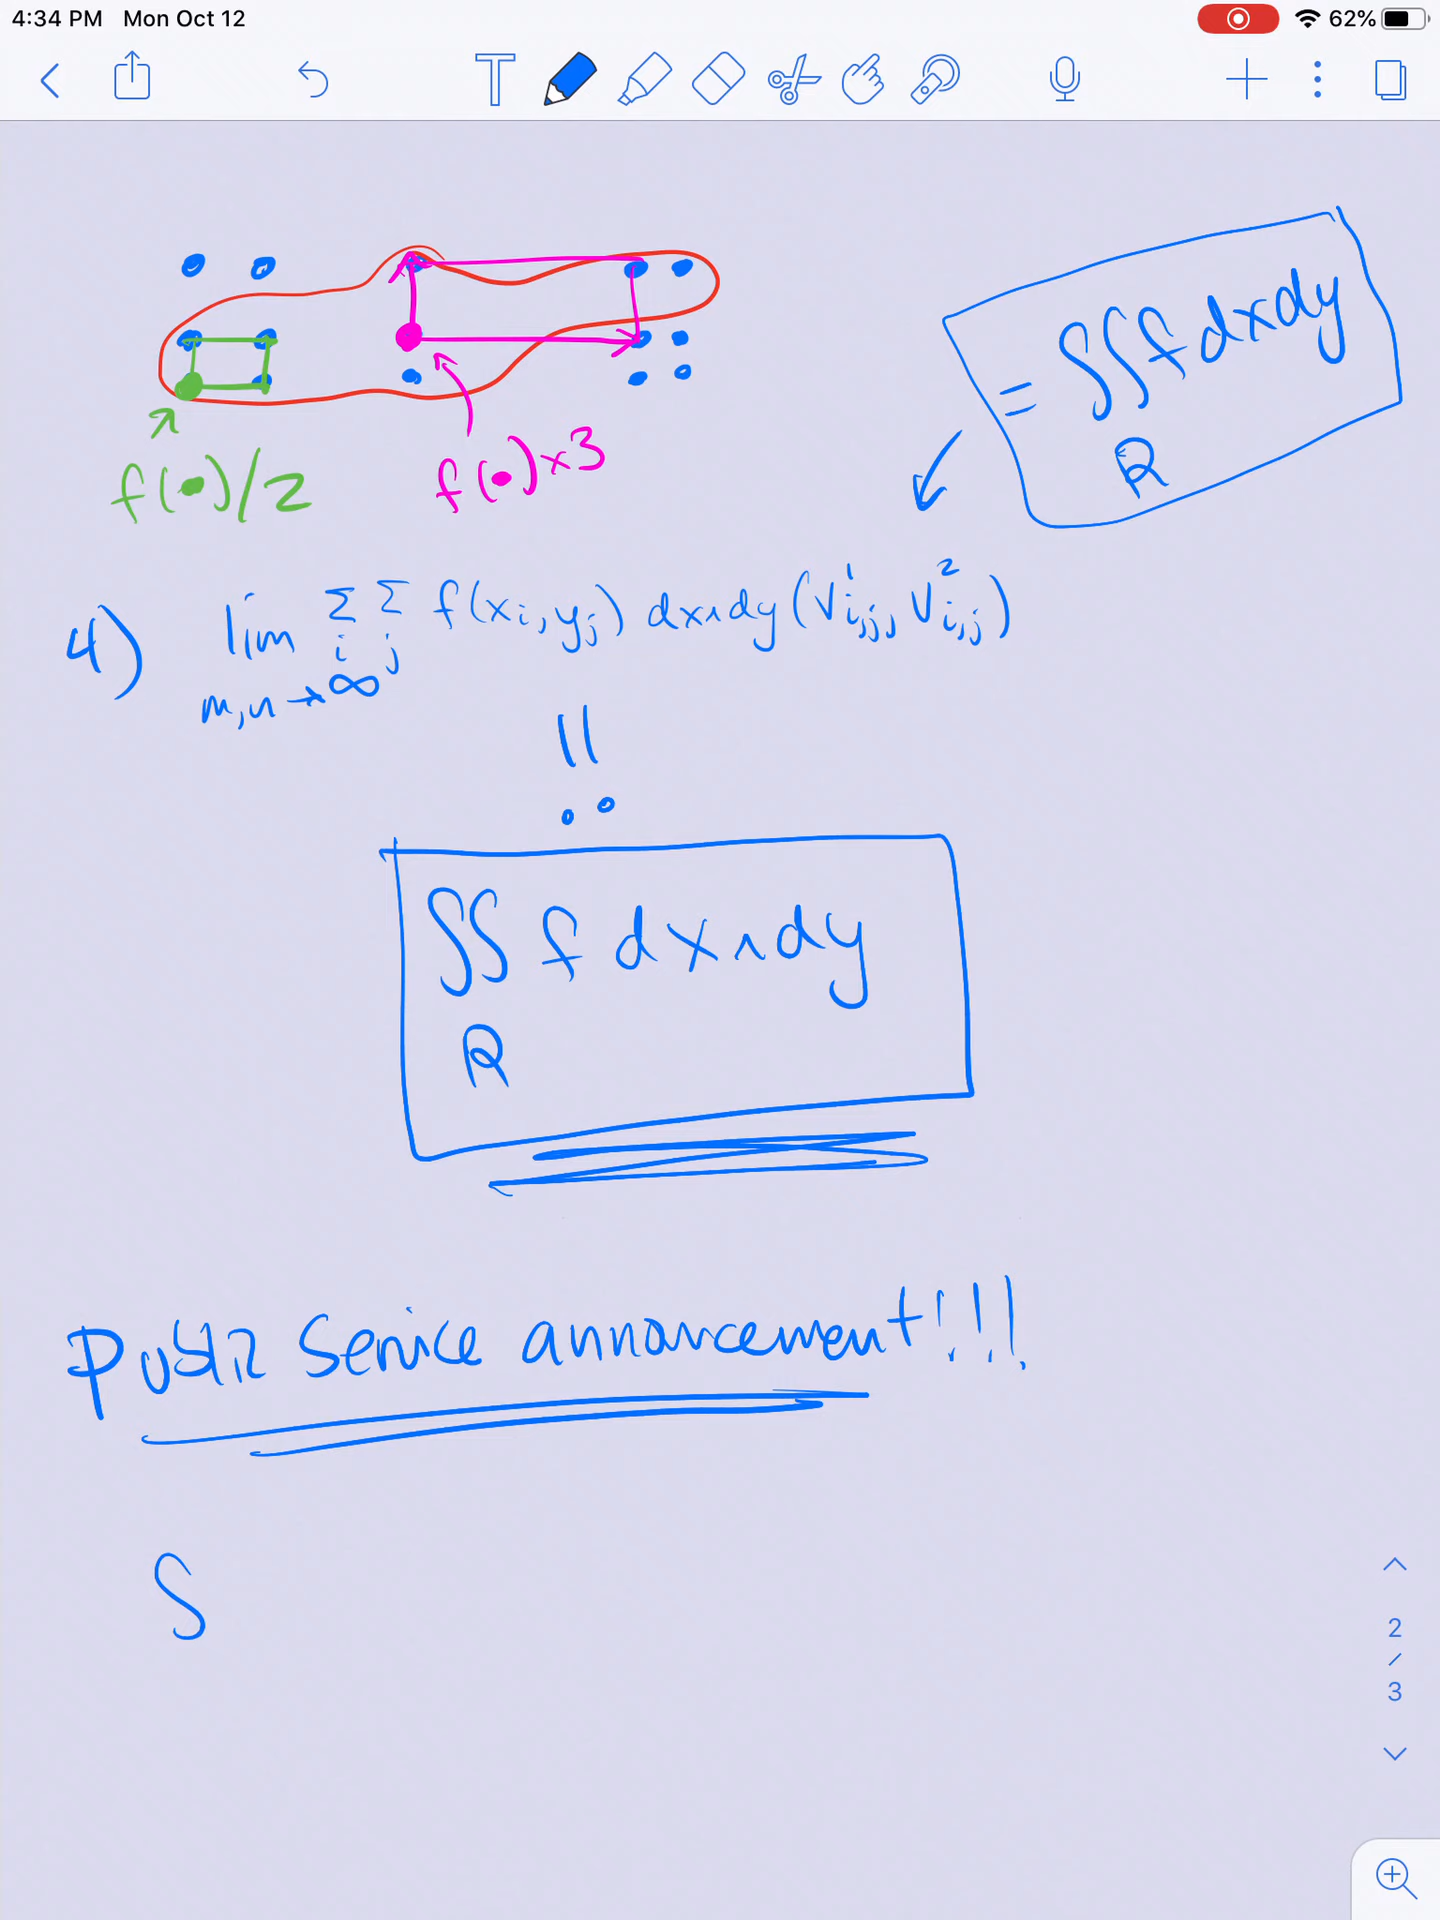 4:34 PM Mon Oct 12
62%
T
= ∫∫ f dxdy
R
f(•)/2
f(•)×3
4) lim Σ Σ f(xi, yj) dx∧dy (V¹i,j, V²i,j)
i j
m,n→∞
||
∫∫ f dx∧dy
R
Public Service announcement!!!
∫
2
/
3